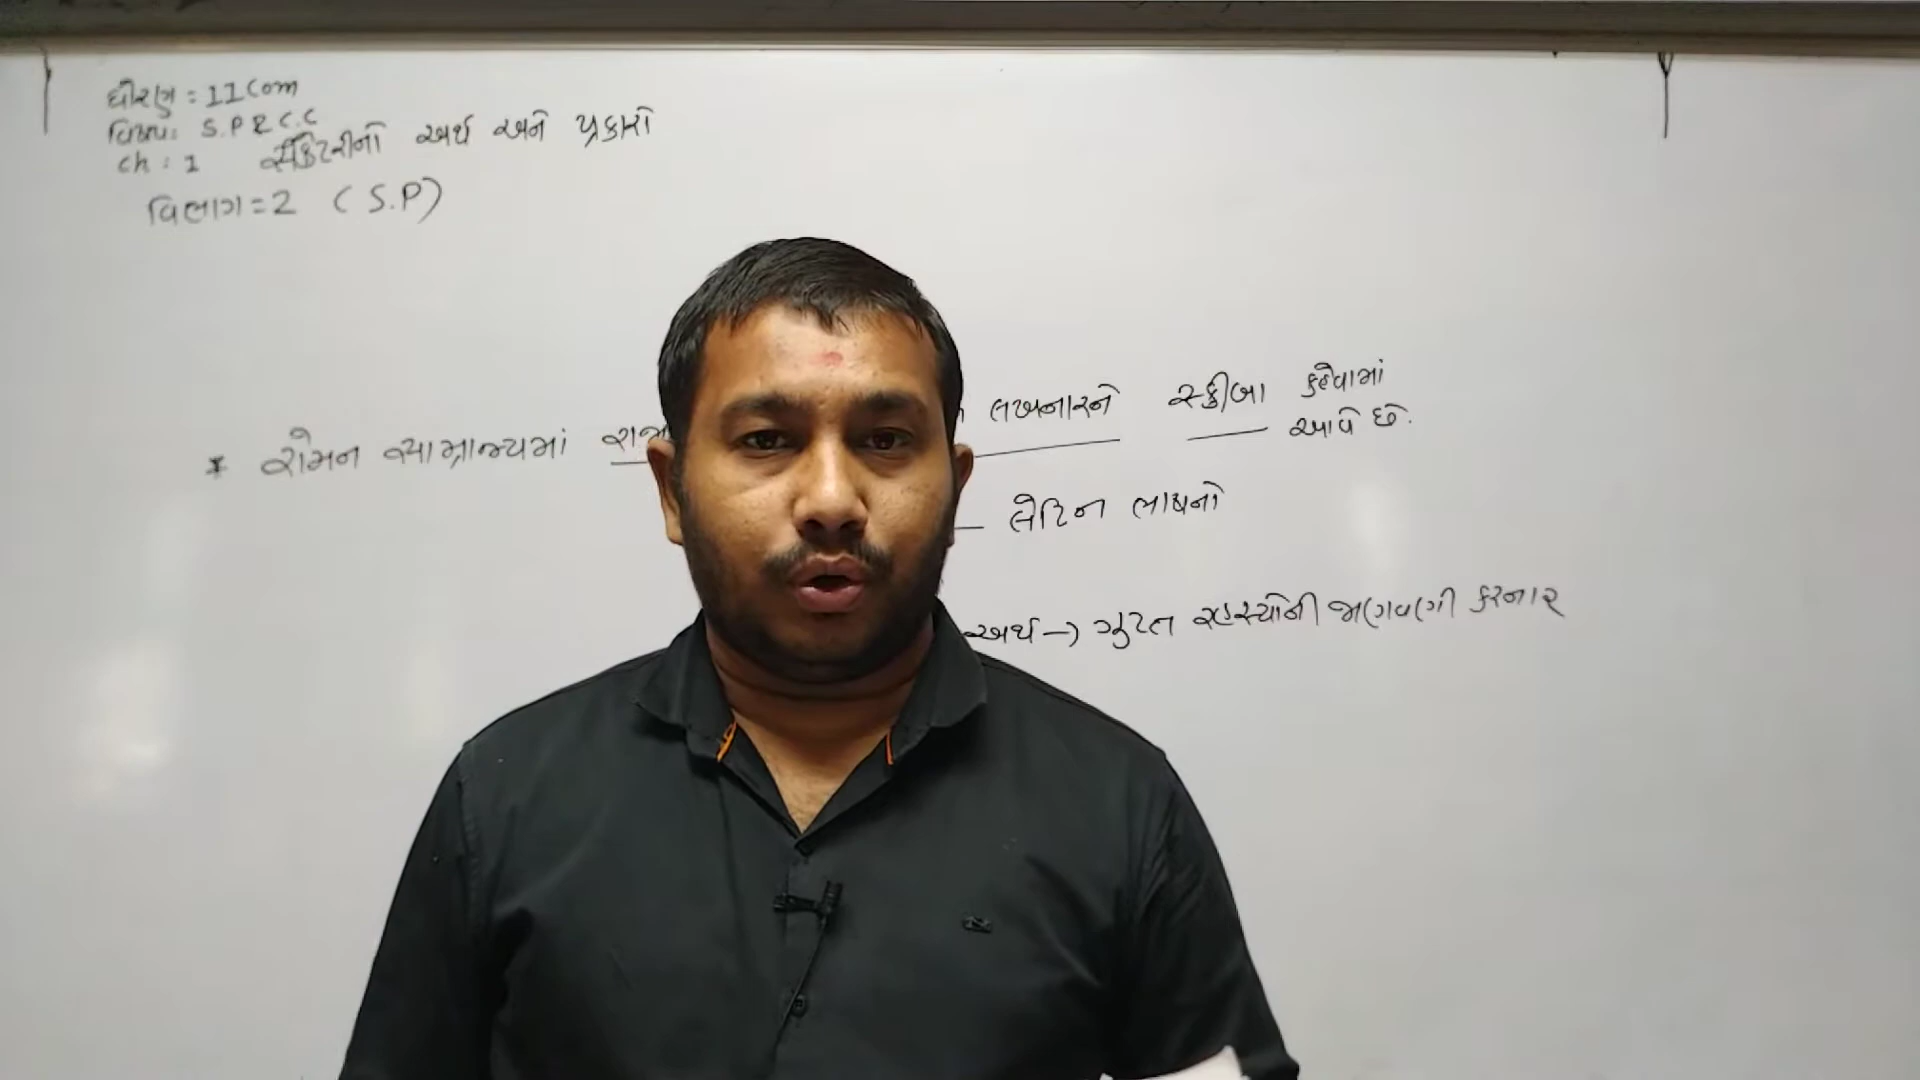 ધોરણ : 11 Com
વિષય : S.P & C.C
ch : 1 સેક્રેટરીનો અર્થ અને પ્રકારો
વિભાગ = 2 ( S.P )
* રોમન સામ્રાજ્યમાં લખનારને સ્ક્રીબા કહેવામાં
આવે છે.
— લેટિન ભાષાનો
અર્થ → ગુપ્ત રહસ્યોની જાળવણી કરનાર